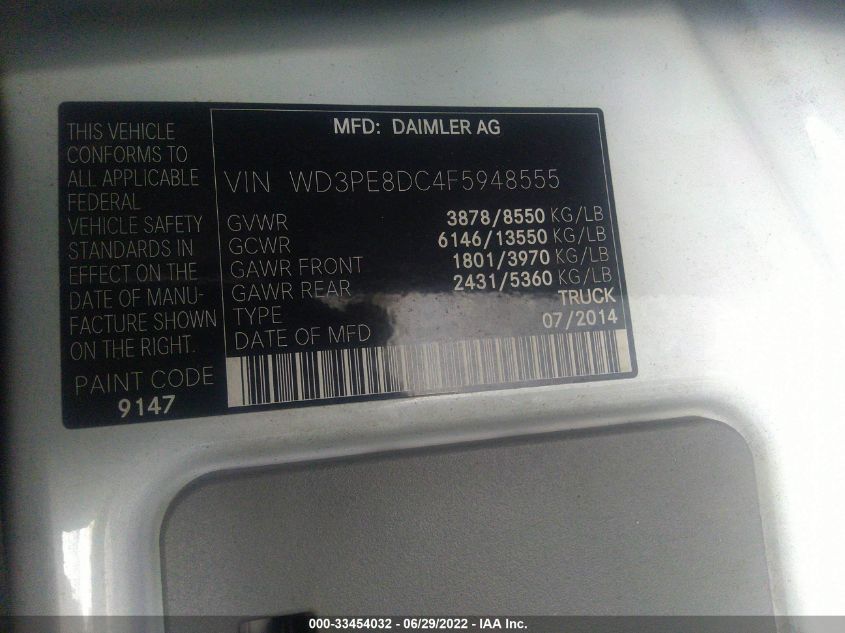 THIS VEHICLE
CONFORMS TO
ALL APPLICABLE
FEDERAL
VEHICLE SAFETY
STANDARDS IN
EFFECT ON THE
DATE OF MANU-
FACTURE SHOWN
ON THE RIGHT.
PAINT CODE
9147
MFD: DAIMLER AG
VIN WD3PE8DC4F5948555
GVWR 3878/8550 KG/LB
GCWR 6146/13550 KG/LB
GAWR FRONT 1801/3970 KG/LB
GAWR REAR 2431/5360 KG/LB
TYPE TRUCK
DATE OF MFD 07/2014
000-33454032 - 06/29/2022 - IAA Inc.